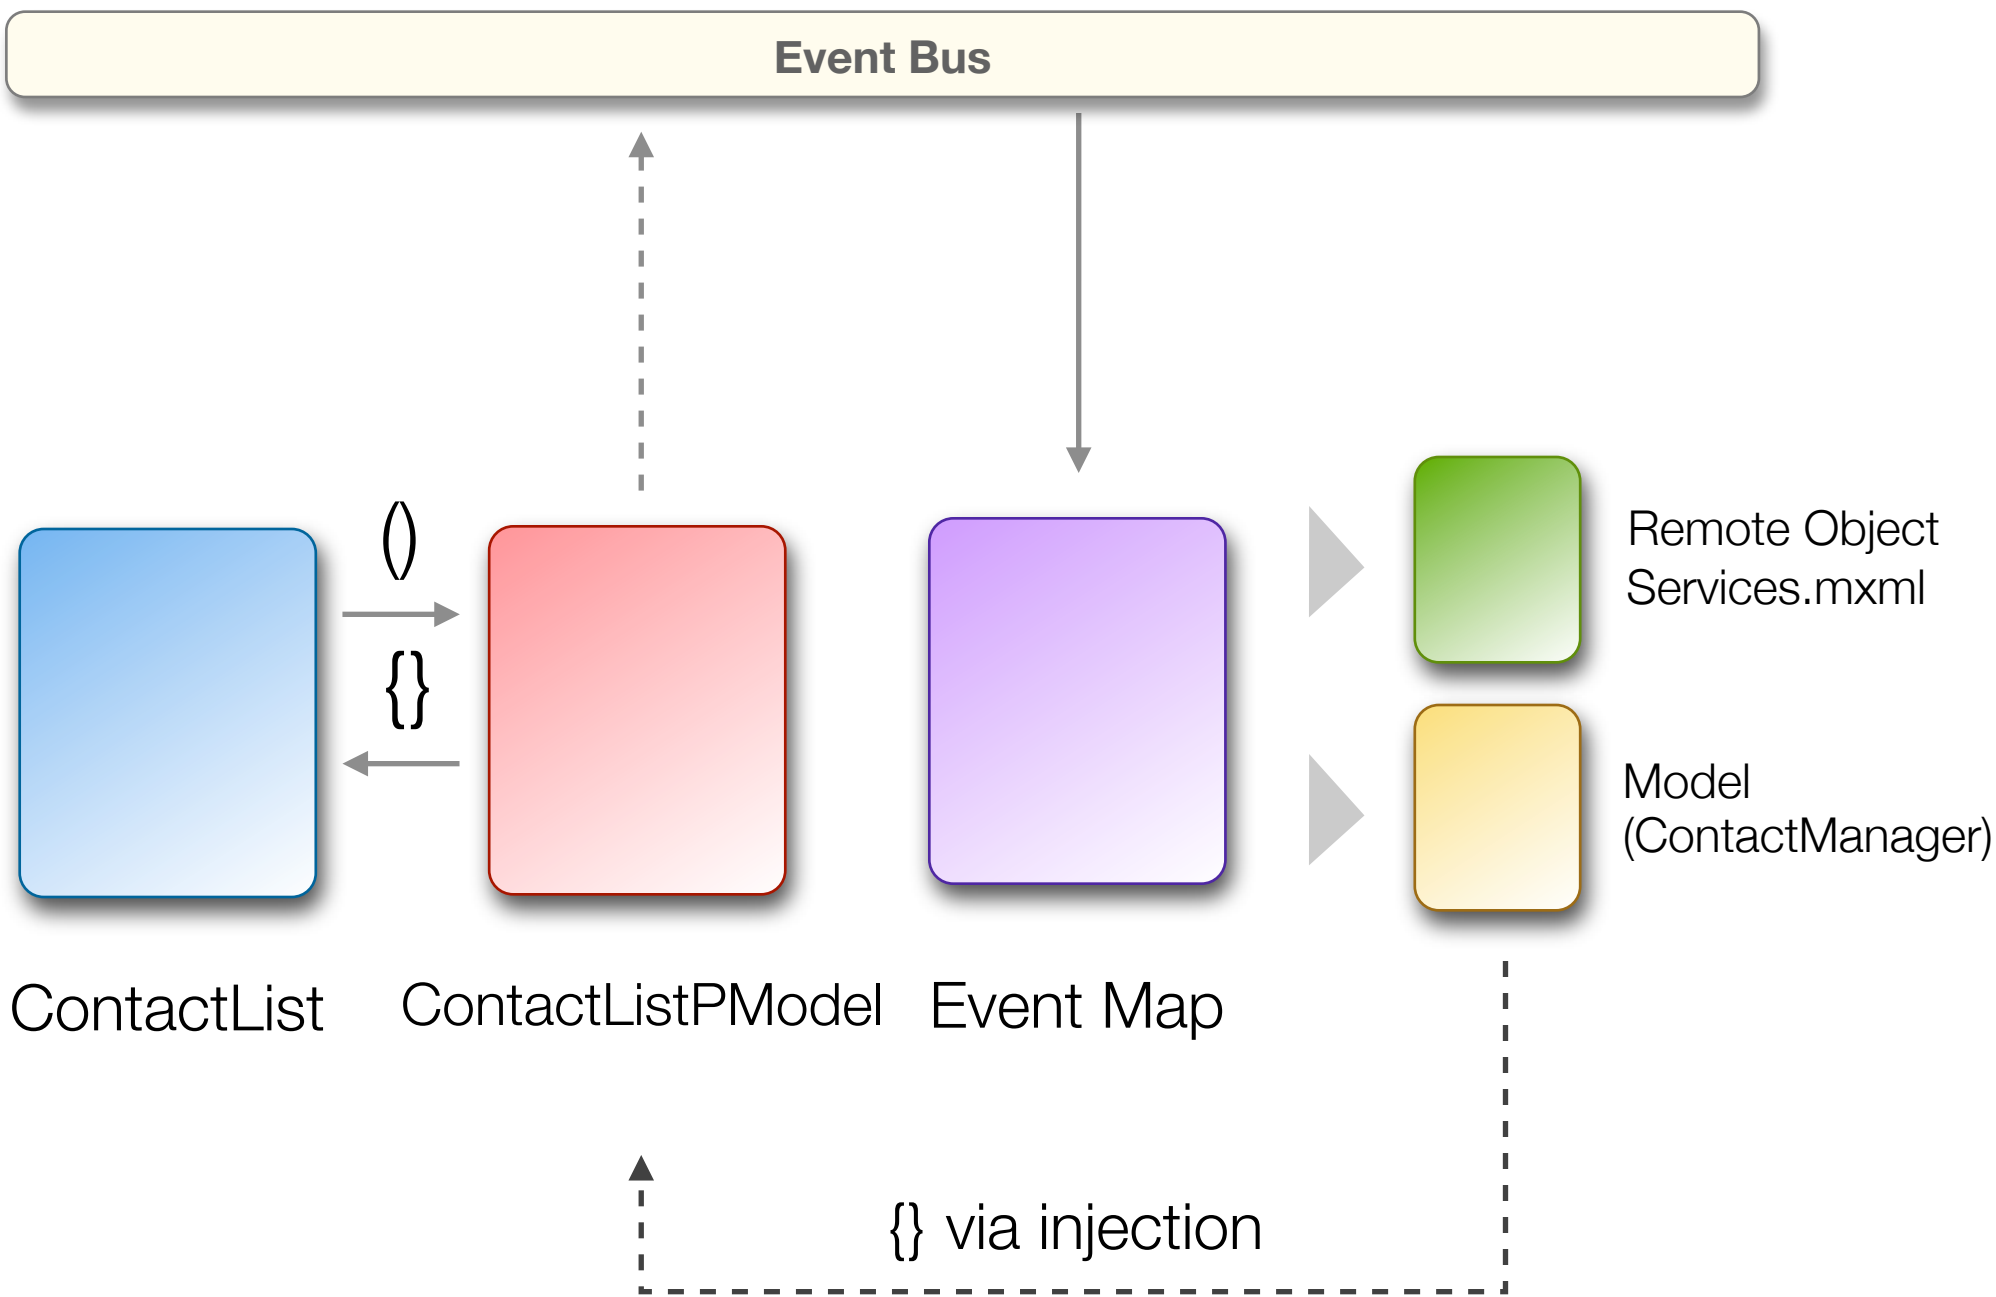 Event Bus
()
{}
Remote Object
Services.mxml
Model
(ContactManager)
ContactList
ContactListPModel
Event Map
{} via injection